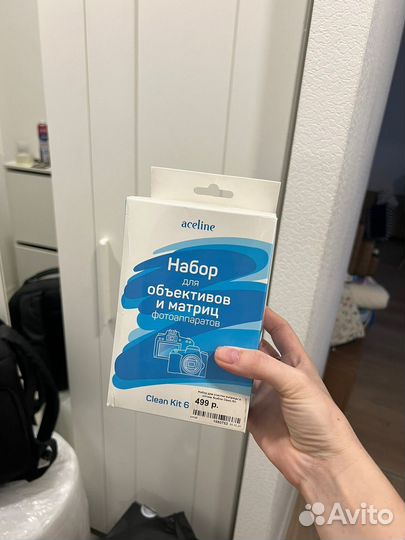 aceline
Набор
для
объективов
и матриц
фотоаппаратов
Clean Kit 6
499 р.
Avito